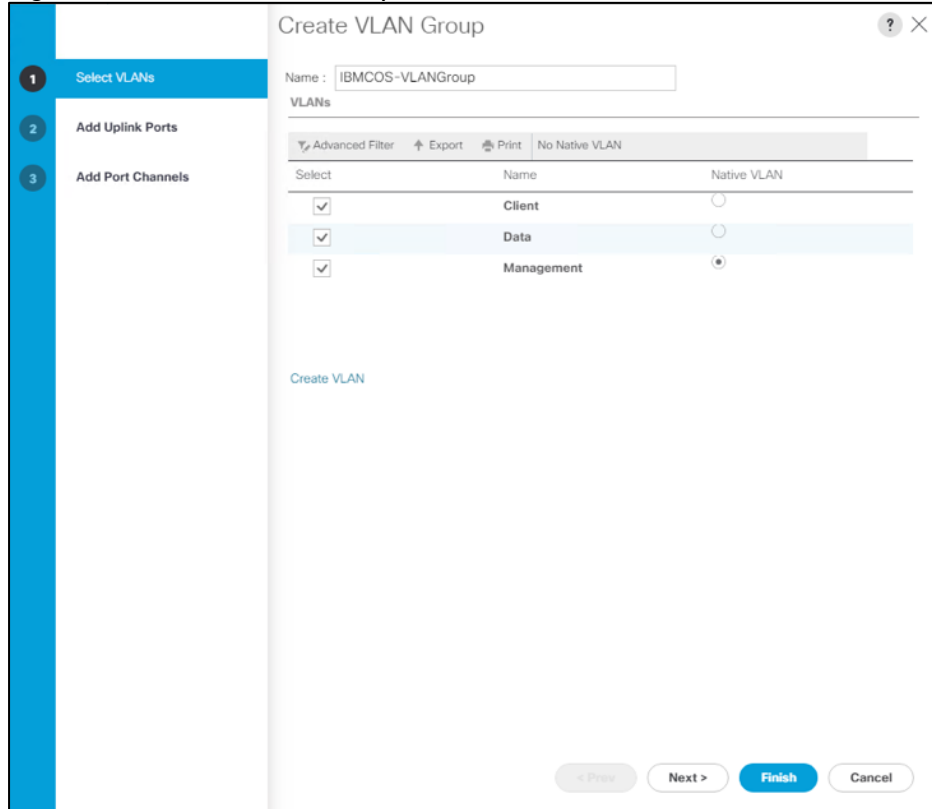 Create VLAN Group
?
1 Select VLANs
2 Add Uplink Ports
3 Add Port Channels
Name : IBMCOS-VLANGroup
VLANs
Advanced Filter Export Print No Native VLAN
Select Name Native VLAN
Client
Data
Management
Create VLAN
< Prev Next > Finish Cancel